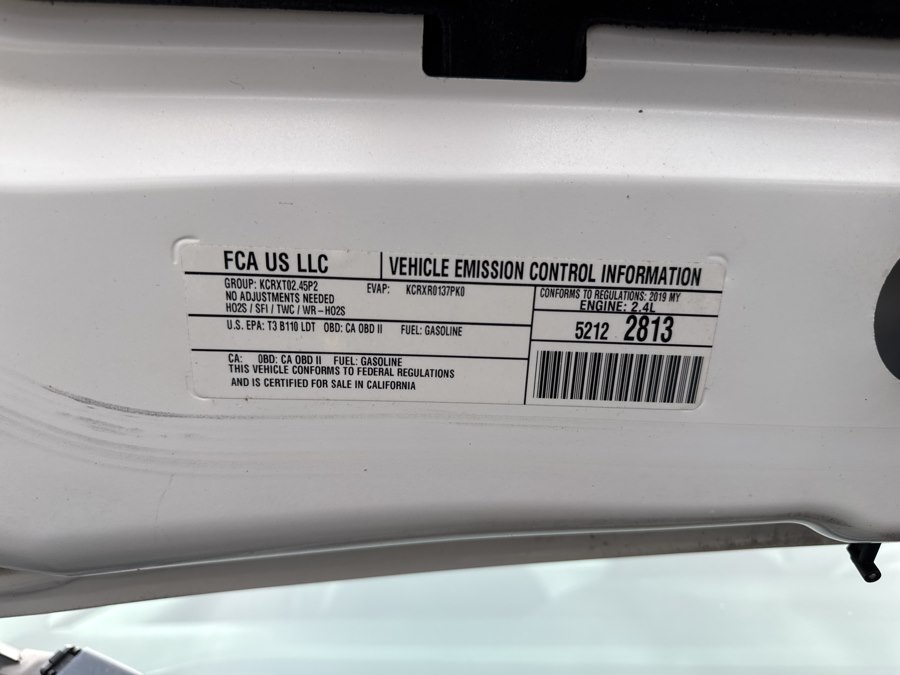 FCA US LLC
VEHICLE EMISSION CONTROL INFORMATION
GROUP: KCRXT02.45P2 EVAP: KCRXR0137PK0
NO ADJUSTMENTS NEEDED
HO2S / SFI / TWC / WR-HO2S
CONFORMS TO REGULATIONS: 2019 MY
ENGINE: 2.4L
U.S. EPA: T3 B110 LDT OBD: CA OBD II FUEL: GASOLINE
5212 2813
CA: OBD: CA OBD II FUEL: GASOLINE
THIS VEHICLE CONFORMS TO FEDERAL REGULATIONS
AND IS CERTIFIED FOR SALE IN CALIFORNIA